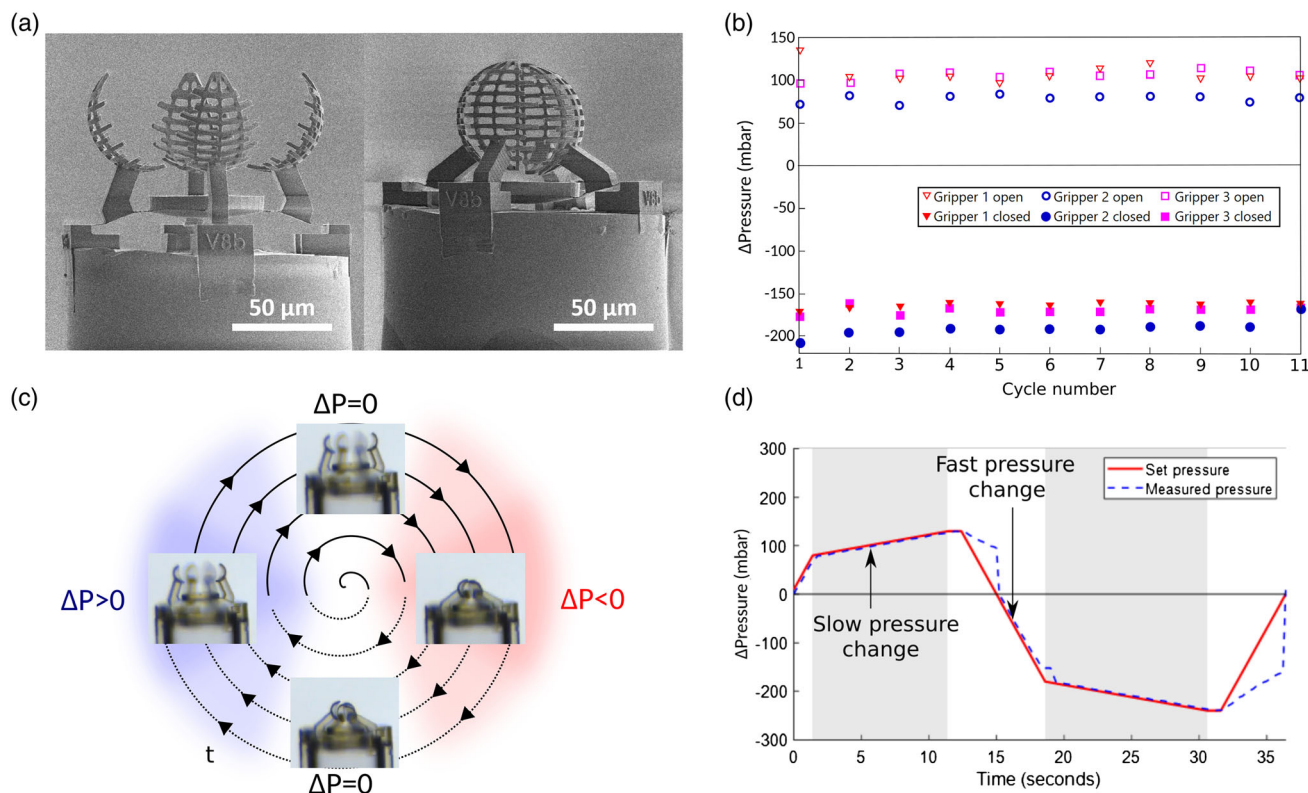 (a)
V8b
50 µm
V8b
V8b
50 µm
(b)
150
100
50
0
-50
-100
-150
-200
ΔPressure (mbar)
Gripper 1 open
Gripper 2 open
Gripper 3 open
Gripper 1 closed
Gripper 2 closed
Gripper 3 closed
1 2 3 4 5 6 7 8 9 10 11
Cycle number
(c)
ΔP=0
ΔP>0
ΔP<0
t
ΔP=0
(d)
300
200
100
0
-100
-200
-300
ΔPressure (mbar)
Fast pressure
change
Set pressure
Measured pressure
Slow pressure
change
0 5 10 15 20 25 30 35
Time (seconds)